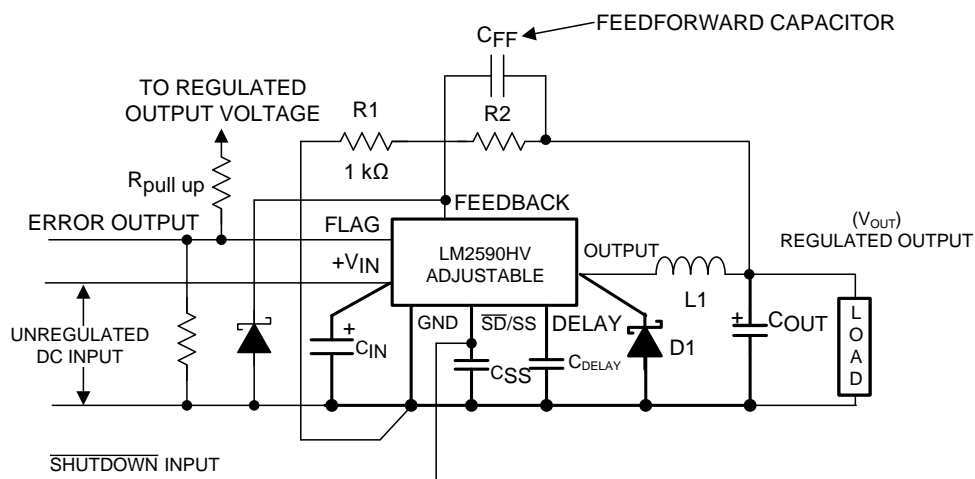 FEEDFORWARD CAPACITOR
CFF
TO REGULATED
OUTPUT VOLTAGE
R1
R2
1 kΩ
Rpull up
FEEDBACK
ERROR OUTPUT
FLAG
(VOUT)
REGULATED OUTPUT
LM2590HV
ADJUSTABLE
OUTPUT
+VIN
L1
UNREGULATED
DC INPUT
GND
SD/SS
DELAY
+
CIN
CSS
CDELAY
D1
+
COUT
LOAD
SHUTDOWN INPUT